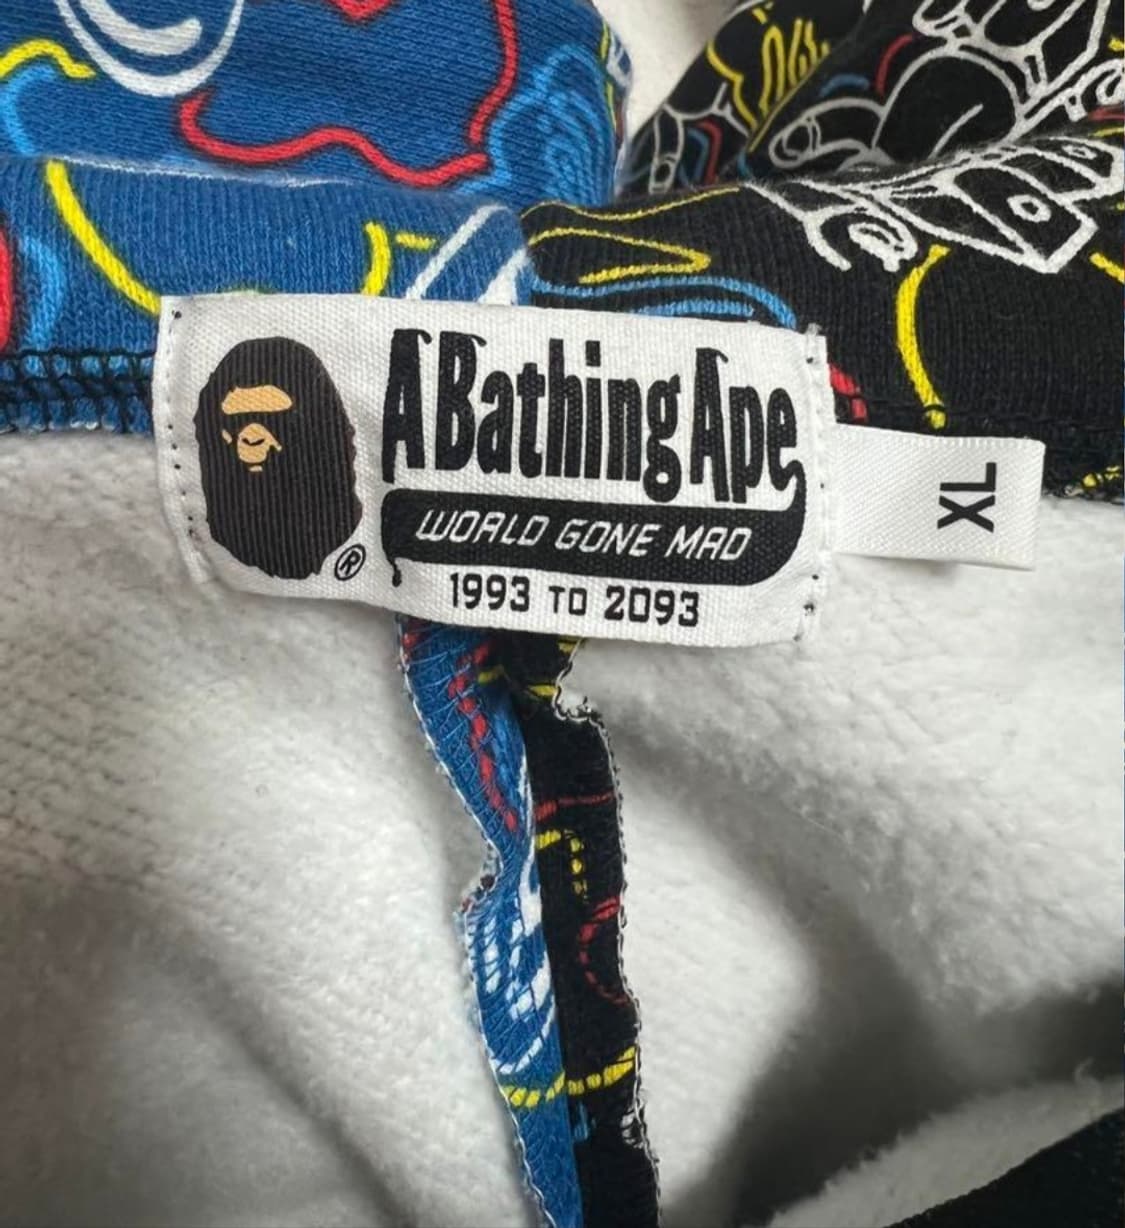 A Bathing Ape
WORLD GONE MAD
1993 TO 2093
®
XL